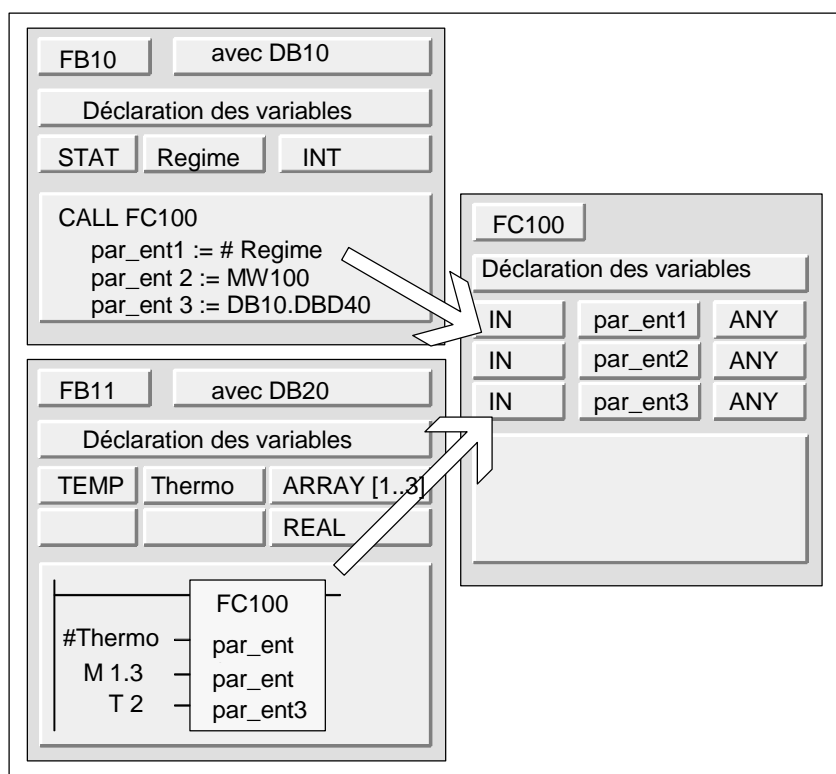 FB10 avec DB10
Déclaration des variables
STAT Regime INT
CALL FC100
par_ent1 := # Regime
par_ent 2 := MW100
par_ent 3 := DB10.DBD40
FC100
Déclaration des variables
IN par_ent1 ANY
IN par_ent2 ANY
IN par_ent3 ANY
FB11 avec DB20
Déclaration des variables
TEMP Thermo ARRAY [1..3]
REAL
FC100
#Thermo par_ent
M 1.3 par_ent
T 2 par_ent3